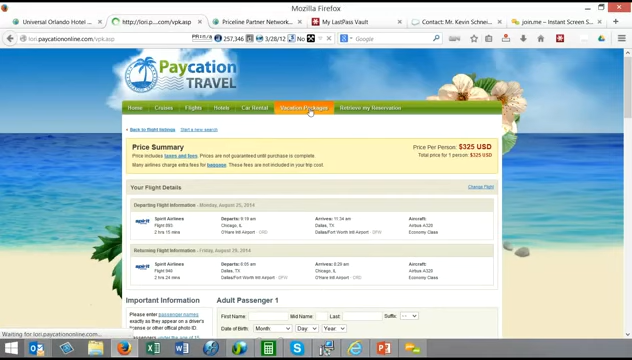 Mozilla Firefox
Universal Orlando Hotel ...
http://lori.p...com/vpk.asp
Priceline Partner Network...
My LastPass Vault
Contact: Mr. Kevin Schnei...
join.me – Instant Screen S...
lori.paycationonline.com/vpk.asp
257,346
3/28/12
No
Google
Paycation
TRAVEL
Home
Cruises
Flights
Hotels
Car Rental
Vacation Packages
Retrieve my Reservation
Back to flight listings
Start a new search
Price Summary
Price Per Person: $325 USD
Price includes taxes and fees. Prices are not guaranteed until purchase is complete.
Total price for 1 person: $325 USD
Many airlines charge extra fees for baggage. These fees are not included in your trip cost.
Your Flight Details
Change Flight
Departing Flight Information - Monday, August 25, 2014
spirit
Spirit Airlines
Departs: 9:19 am
Arrives: 11:34 am
Aircraft:
Chicago, IL
Dallas, TX
Airbus A320
2 hrs 15 mins
O'Hare Intl Airport - ORD
Dallas/Fort Worth Intl Airport - DFW
Economy Class
Returning Flight Information - Friday, August 29, 2014
spirit
Spirit Airlines
Departs: 6:05 am
Arrives: 8:29 am
Aircraft:
Flight 946
Dallas, TX
Chicago, IL
Airbus A320
2 hrs 24 mins
Dallas/Fort Worth Intl Airport - DFW
O'Hare Intl Airport - ORD
Economy Class
Important Information
Adult Passenger 1
Please enter passenger names
exactly as they appear on a driver's
license or other official photo ID.
First Name:
Mid Name:
Last:
Suffix:
Date of Birth:
Month
Day
Year
Waiting for lori.paycationonline.com...